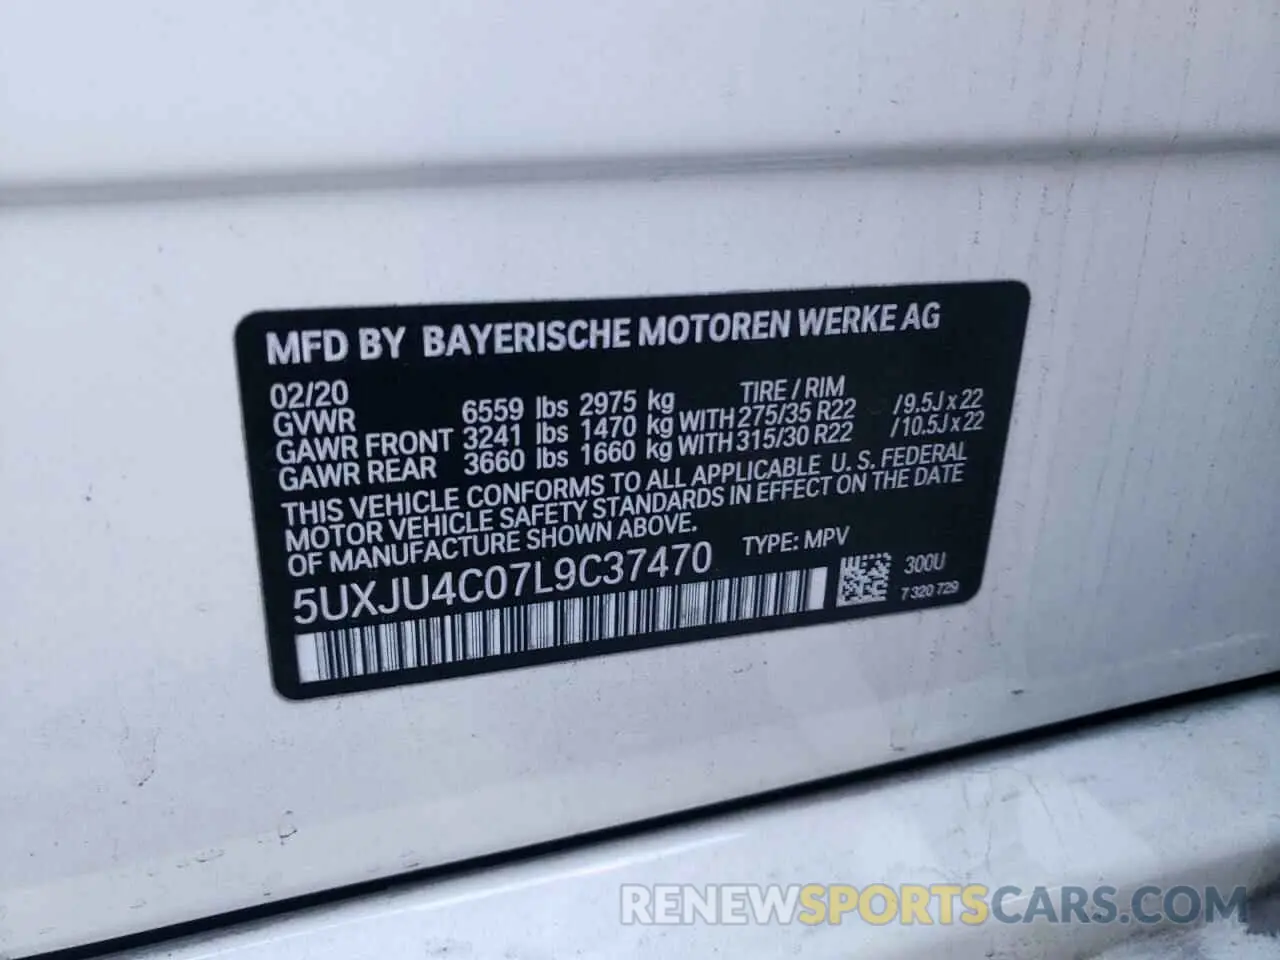 MFD BY BAYERISCHE MOTOREN WERKE AG
02/20 TIRE / RIM
GVWR 6559 lbs 2975 kg
GAWR FRONT 3241 lbs 1470 kg WITH 275/35 R22 /9.5J x 22
GAWR REAR 3660 lbs 1660 kg WITH 315/30 R22 /10.5J x 22
THIS VEHICLE CONFORMS TO ALL APPLICABLE U. S. FEDERAL
MOTOR VEHICLE SAFETY STANDARDS IN EFFECT ON THE DATE
OF MANUFACTURE SHOWN ABOVE.
5UXJU4C07L9C37470 TYPE: MPV
300U
7 320 729
RENEWSPORTSCARS.COM